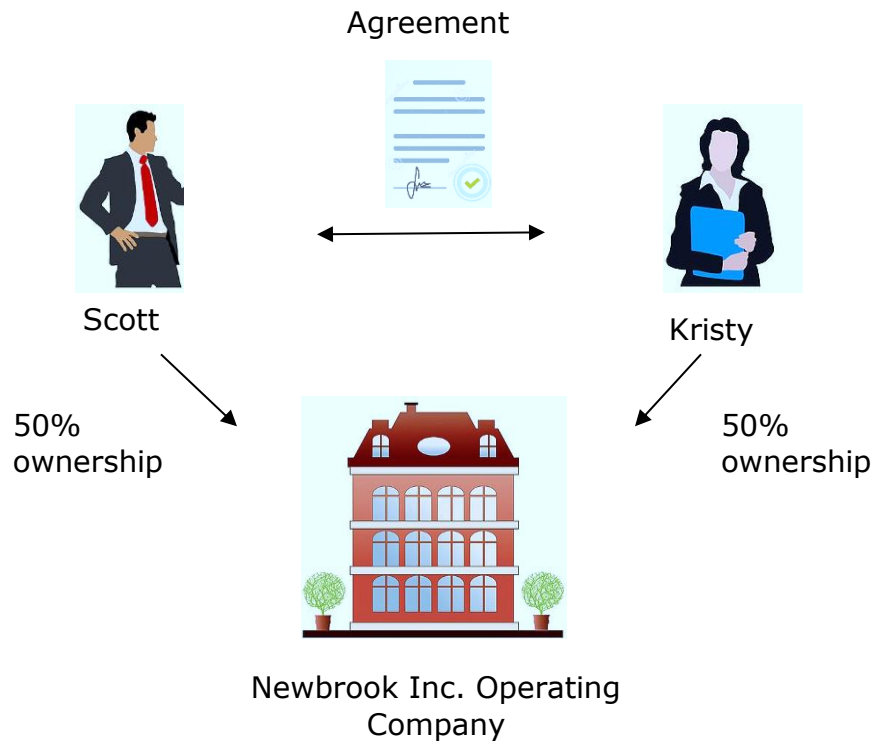 Agreement
Scott
Kristy
50%
ownership
50%
ownership
Newbrook Inc. Operating
Company